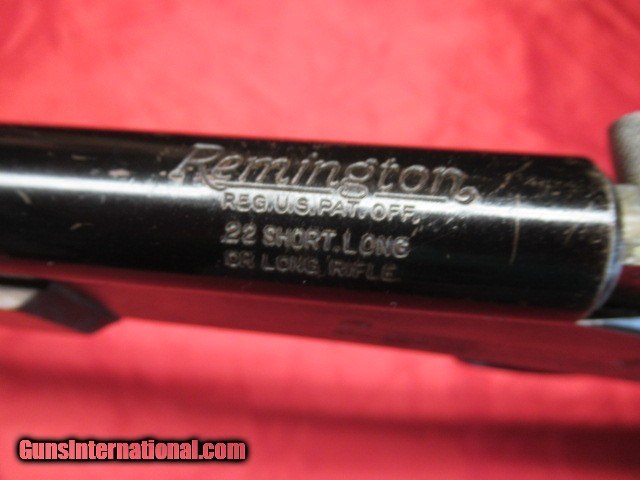 Remington
REG.U.S.PAT.OFF.
.22 SHORT.LONG
OR LONG RIFLE
GunsInternational.com